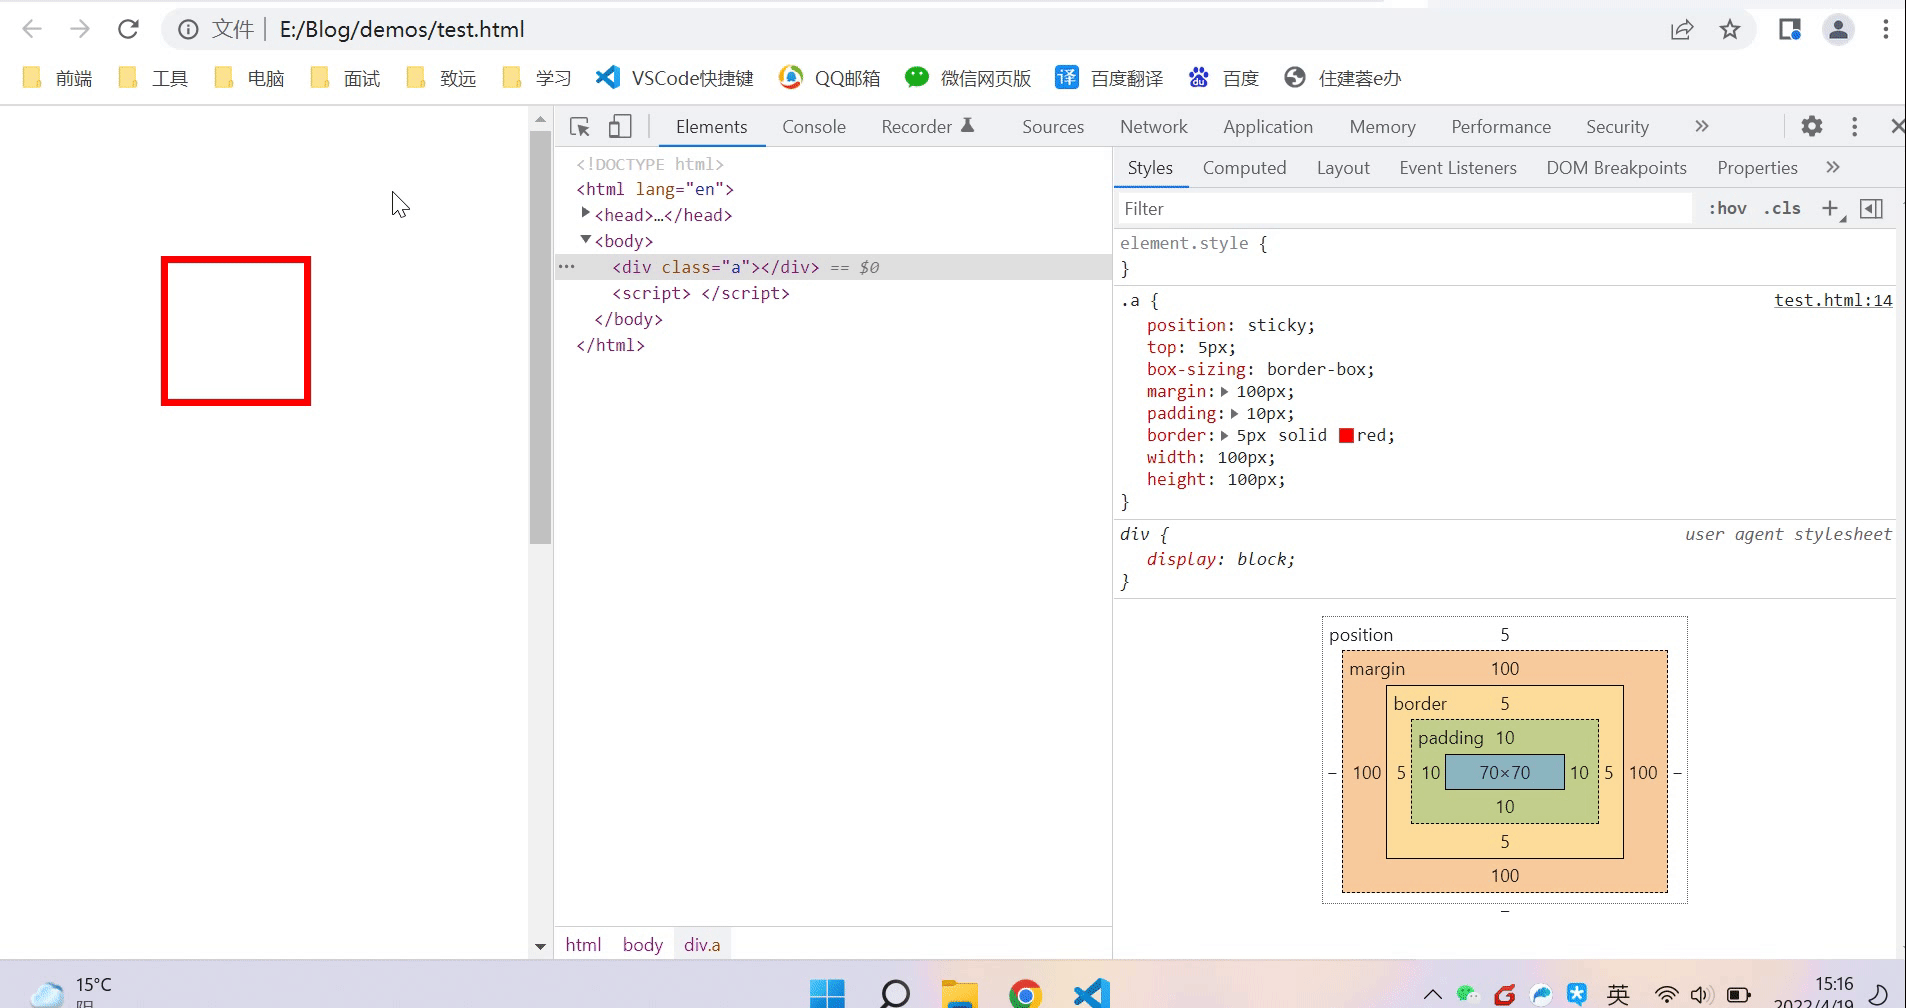 文件 E:/Blog/demos/test.html
前端 工具 电脑 面试 致远 学习 VSCode快捷键 QQ邮箱 微信网页版 译 百度翻译 du 百度 住建蓉e办
Elements Console Recorder Sources Network Application Memory Performance Security »
<!DOCTYPE html>
<html lang="en">
<head>…</head>
<body>
<div class="a"></div> == $0
<script> </script>
</body>
</html>
html body div.a
Styles Computed Layout Event Listeners DOM Breakpoints Properties »
Filter :hov .cls +
element.style {
}
.a { test.html:14
position: sticky;
top: 5px;
box-sizing: border-box;
margin: 100px;
padding: 10px;
border: 5px solid red;
width: 100px;
height: 100px;
}
div { user agent stylesheet
display: block;
}
position 5
margin 100
border 5
padding 10
– 100 5 10 70×70 10 5 100 –
10
5
100
–
15°C 英 15:16
阴 2022/4/19